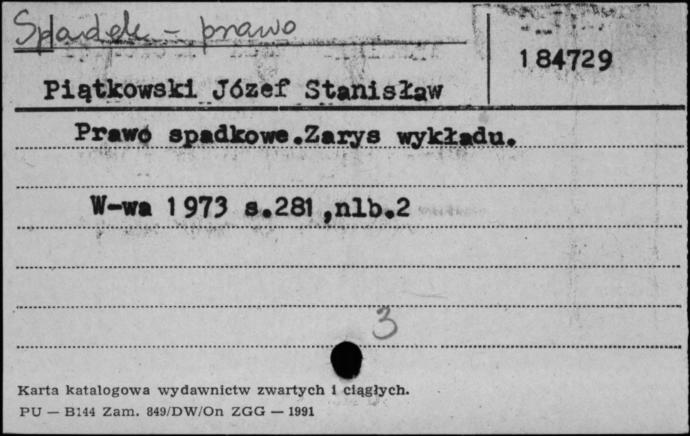 Spadek - prawo
184729
Piątkowski Józef Stanisław
Prawo spadkowe.Zarys wykładu.
W-wa 1973 s.281,nlb.2
3
Karta katalogowa wydawnictw zwartych i ciągłych.
PU — B144 Zam. 849/DW/On ZGG — 1991